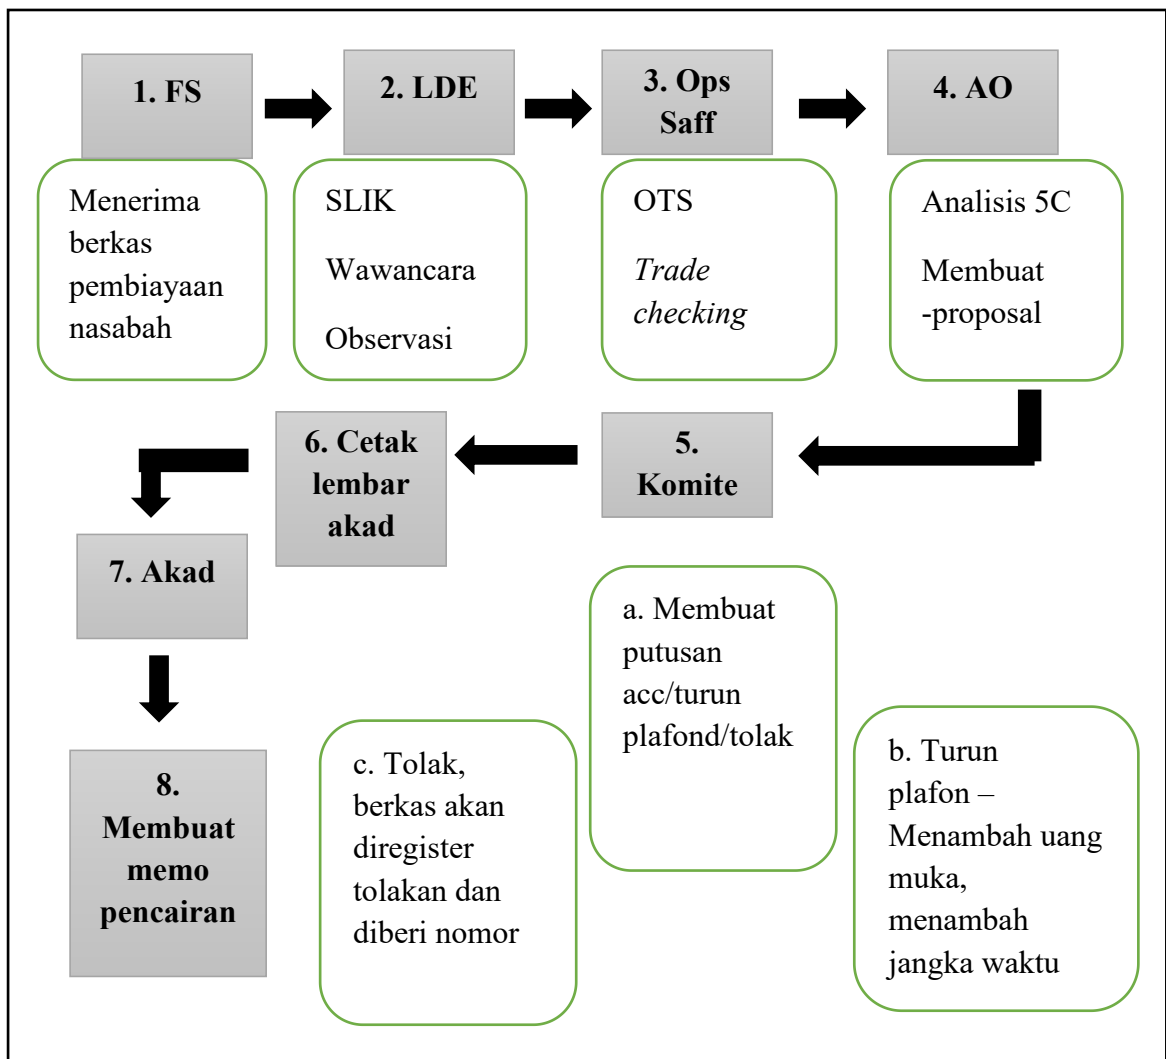 1. FS
2. LDE
3. Ops
Saff
4. AO
Menerima
berkas
pembiayaan
nasabah
SLIK
Wawancara
Observasi
OTS
Trade
checking
Analisis 5C
Membuat
-proposal
5.
Komite
6. Cetak
lembar
akad
7. Akad
8.
Membuat
memo
pencairan
a. Membuat
putusan
acc/turun
plafond/tolak
b. Turun
plafon –
Menambah uang
muka,
menambah
jangka waktu
c. Tolak,
berkas akan
diregister
tolakan dan
diberi nomor